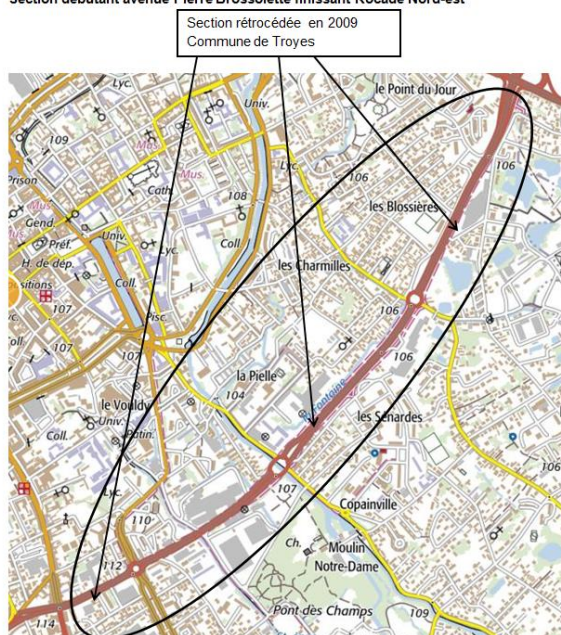 Section débutant avenue Pierre Brossolette finissant Rocade Nord-est
Section rétrocédée en 2009
Commune de Troyes
Lyc.
Univ.
le Point du Jour
109
Mus.
Prison
Mus.
Cath.
Lyc.
106
106
108
les Blossières
Gend.
Préf.
Univ.
Lyc.
Coll.
H. de dép.
les Charmilles
107
Coll.
106
107
Pisc.
107
106
la Pielle
104
Fontaine
le Vouldy
Univ.
Patin.
Coll.
les Sénardes
106
Lyc.
107
110
Copainville
112
Ch.
Moulin
Notre-Dame
114
Pont des Champs
109